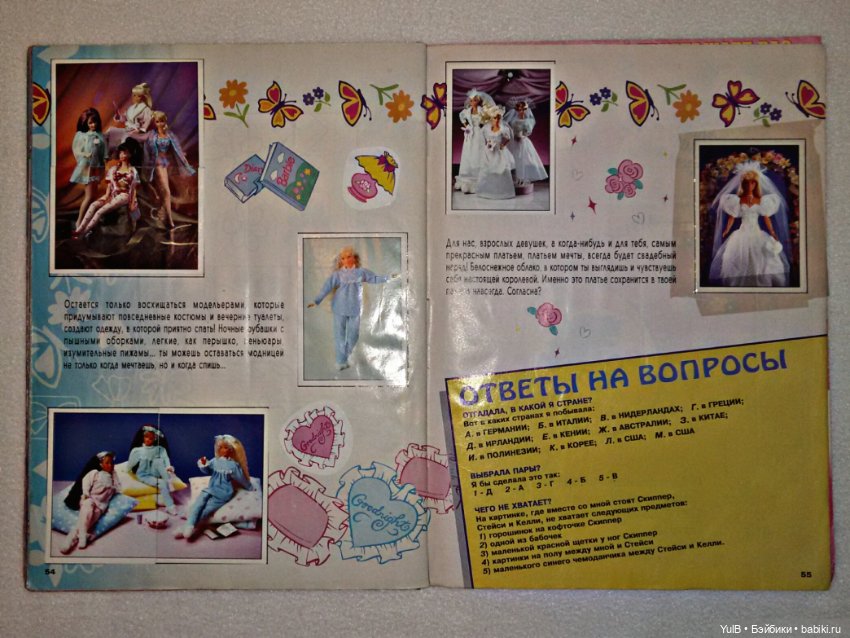 Diary
Barbie
Остается только восхищаться модельерами, которые
придумывают повседневные костюмы и вечерние туалеты,
создают одежду, в которой приятно спать! Ночные рубашки с
пышными оборками, легкие, как перышко, пеньюары,
изумительные пижамы... ты можешь оставаться модницей
не только когда мечтаешь, но и когда спишь...
Goodnight
Goodnight
54
Для нас, взрослых девушек, а когда-нибудь и для тебя, самым
прекрасным платьем, платьем мечты, всегда будет свадебный
наряд! Белоснежное облако, в котором ты выглядишь и чувствуешь
себя настоящей королевой. Именно это платье сохранится в твоей
навсегда. Согласна?
ОТВЕТЫ НА ВОПРОСЫ
ОТГАДАЛА, В КАКОЙ Я СТРАНЕ?
Вот в каких странах я побывала:
А. в ГЕРМАНИИ; Б. в ИТАЛИИ; В. в НИДЕРЛАНДАХ; Г. в ГРЕЦИИ;
Д. в ИРЛАНДИИ; Е. в КЕНИИ; Ж. в АВСТРАЛИИ; З. в КИТАЕ;
И. в ПОЛИНЕЗИИ; К. в КОРЕЕ; Л. в США; М. в США
ВЫБРАЛА ПАРЫ?
Я бы сделала это так:
1 - Д 2 - А 3 - Г 4 - Б 5 - В
ЧЕГО НЕ ХВАТАЕТ?
На картинке, где вместе со мной стоят Скиппер,
Стейси и Келли, не хватает следующих предметов:
1) горошинок на кофточке Скиппер
2) одной из бабочек
3) маленькой красной щетки у ног Скиппер
4) картинки на полу между мной и Стейси
5) маленького синего чемоданчика между Стейси и Келли.
55
YulB • Бэйбики • babiki.ru